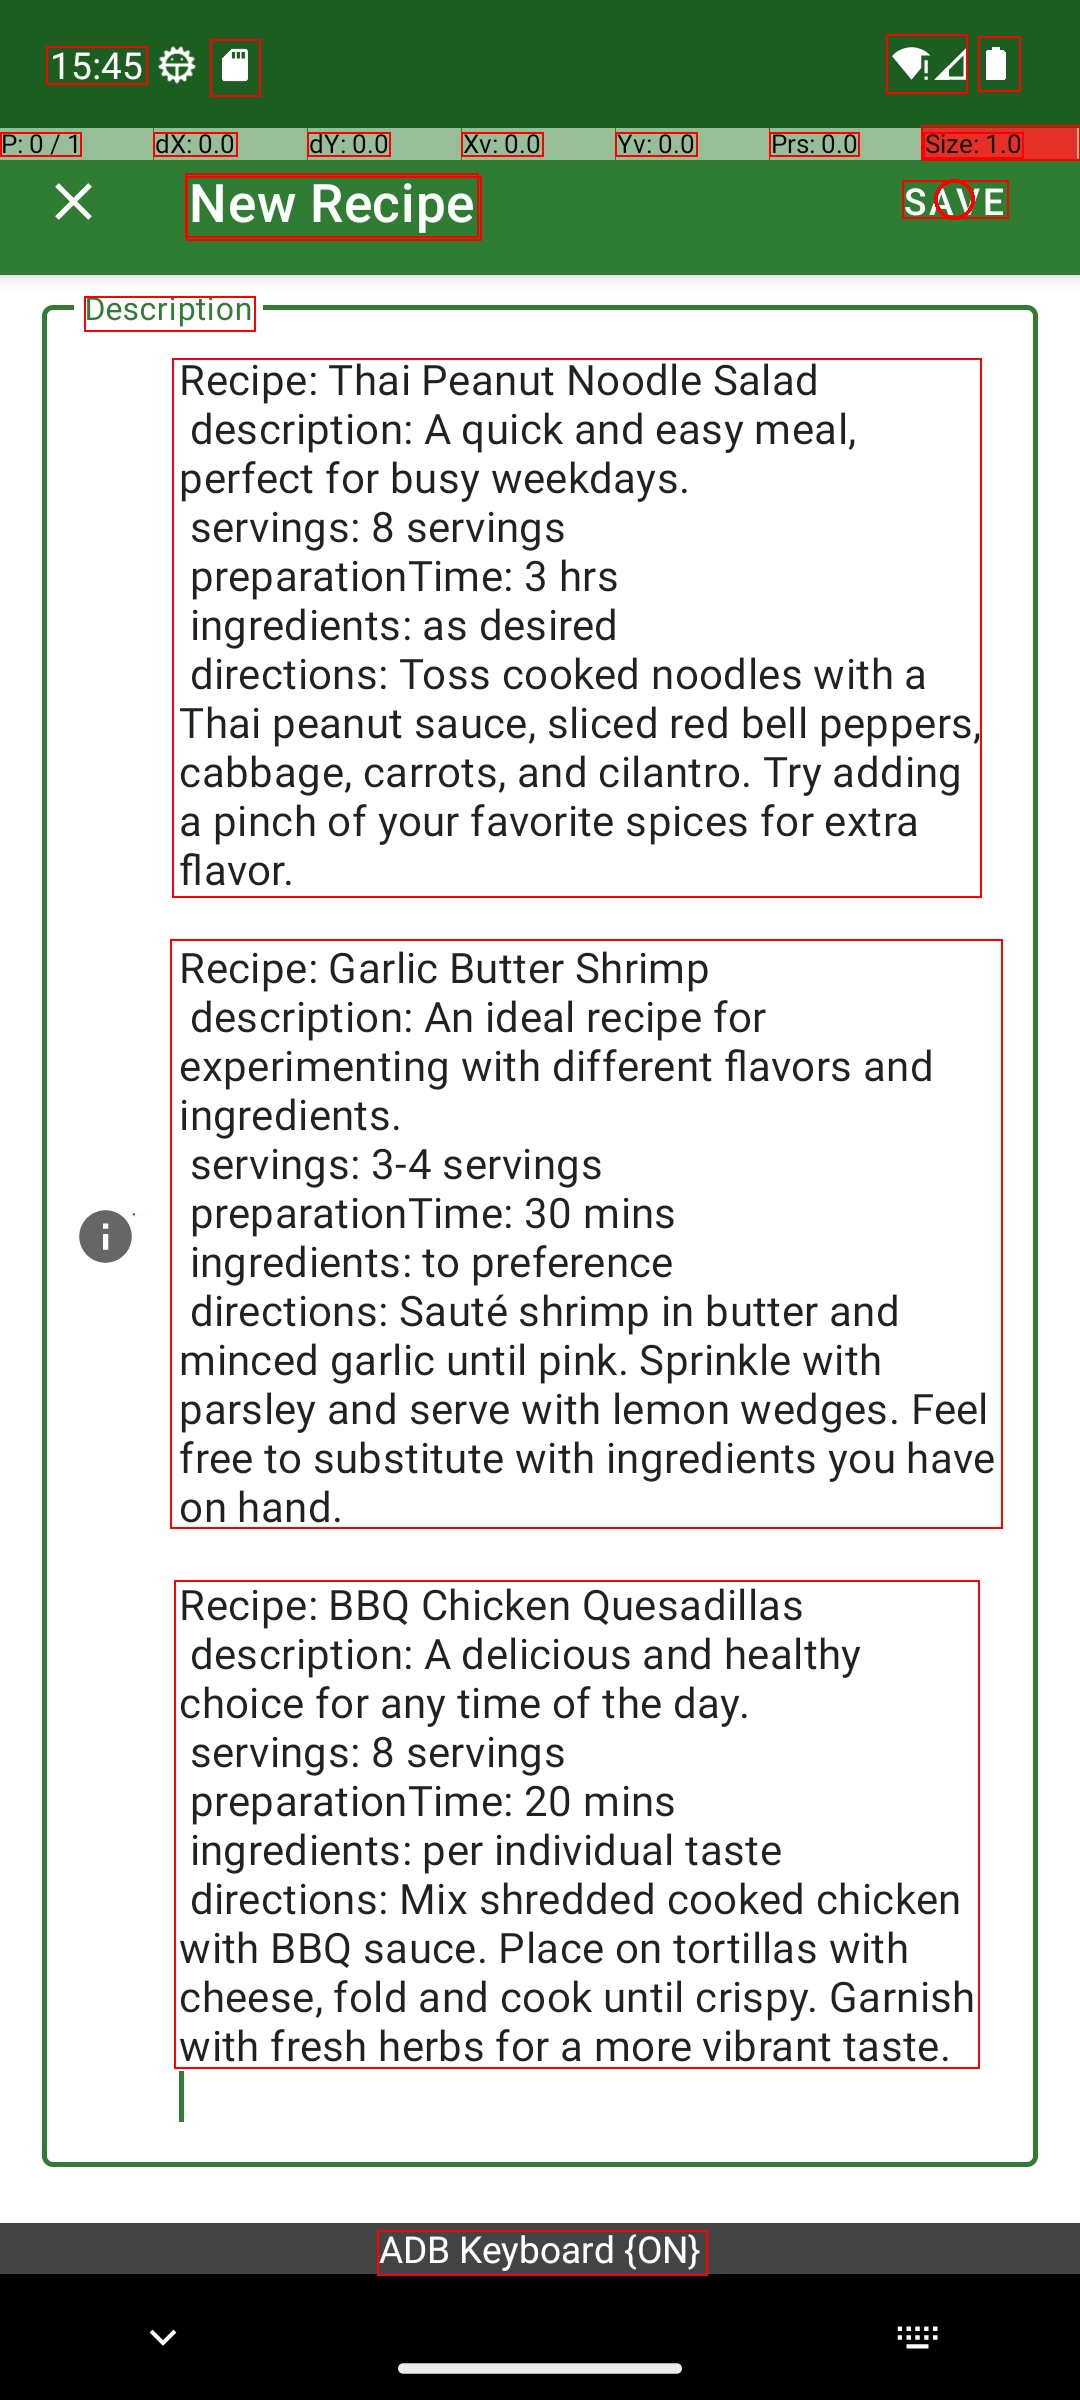 15:45
P: 0 / 1
dX: 0.0
dY: 0.0
Xv: 0.0
Yv: 0.0
Prs: 0.0
Size: 1.0
New Recipe
SAVE
Description
Recipe: Thai Peanut Noodle Salad
description: A quick and easy meal,
perfect for busy weekdays.
servings: 8 servings
preparationTime: 3 hrs
ingredients: as desired
directions: Toss cooked noodles with a
Thai peanut sauce, sliced red bell peppers,
cabbage, carrots, and cilantro. Try adding
a pinch of your favorite spices for extra
flavor.
Recipe: Garlic Butter Shrimp
description: An ideal recipe for
experimenting with different flavors and
ingredients.
servings: 3-4 servings
preparationTime: 30 mins
ingredients: to preference
directions: Sauté shrimp in butter and
minced garlic until pink. Sprinkle with
parsley and serve with lemon wedges. Feel
free to substitute with ingredients you have
on hand.
Recipe: BBQ Chicken Quesadillas
description: A delicious and healthy
choice for any time of the day.
servings: 8 servings
preparationTime: 20 mins
ingredients: per individual taste
directions: Mix shredded cooked chicken
with BBQ sauce. Place on tortillas with
cheese, fold and cook until crispy. Garnish
with fresh herbs for a more vibrant taste.
ADB Keyboard {ON}